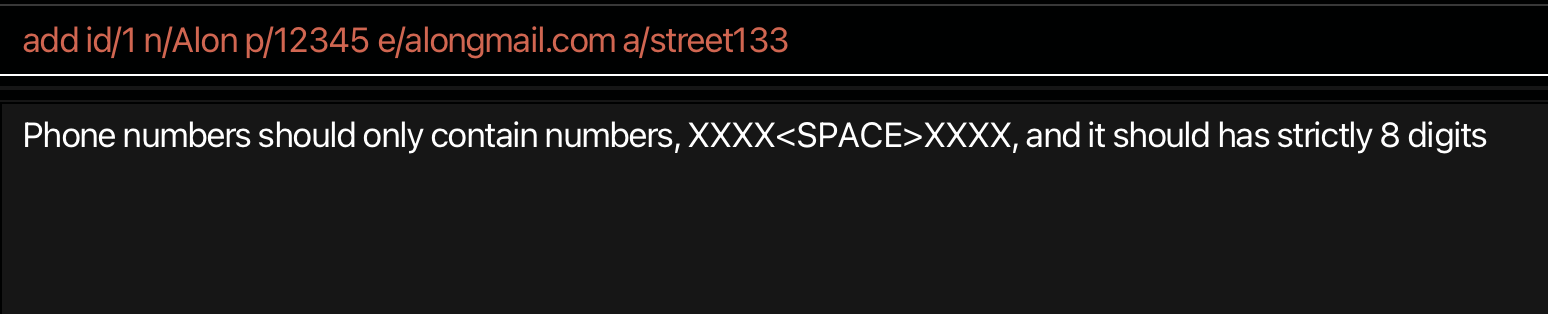 add id/1 n/Alon p/12345 e/alongmail.com a/street133
Phone numbers should only contain numbers, XXXX<SPACE>XXXX, and it should has strictly 8 digits